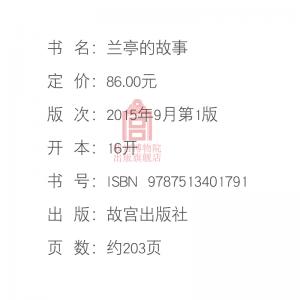 书 名：兰亭的故事
定 价：86.00元
版 次：2015年9月第1版
开 本：16开
博物院
出版旗舰店
书 号：ISBN 9787513401791
出 版：故宫出版社
页 数：约203页